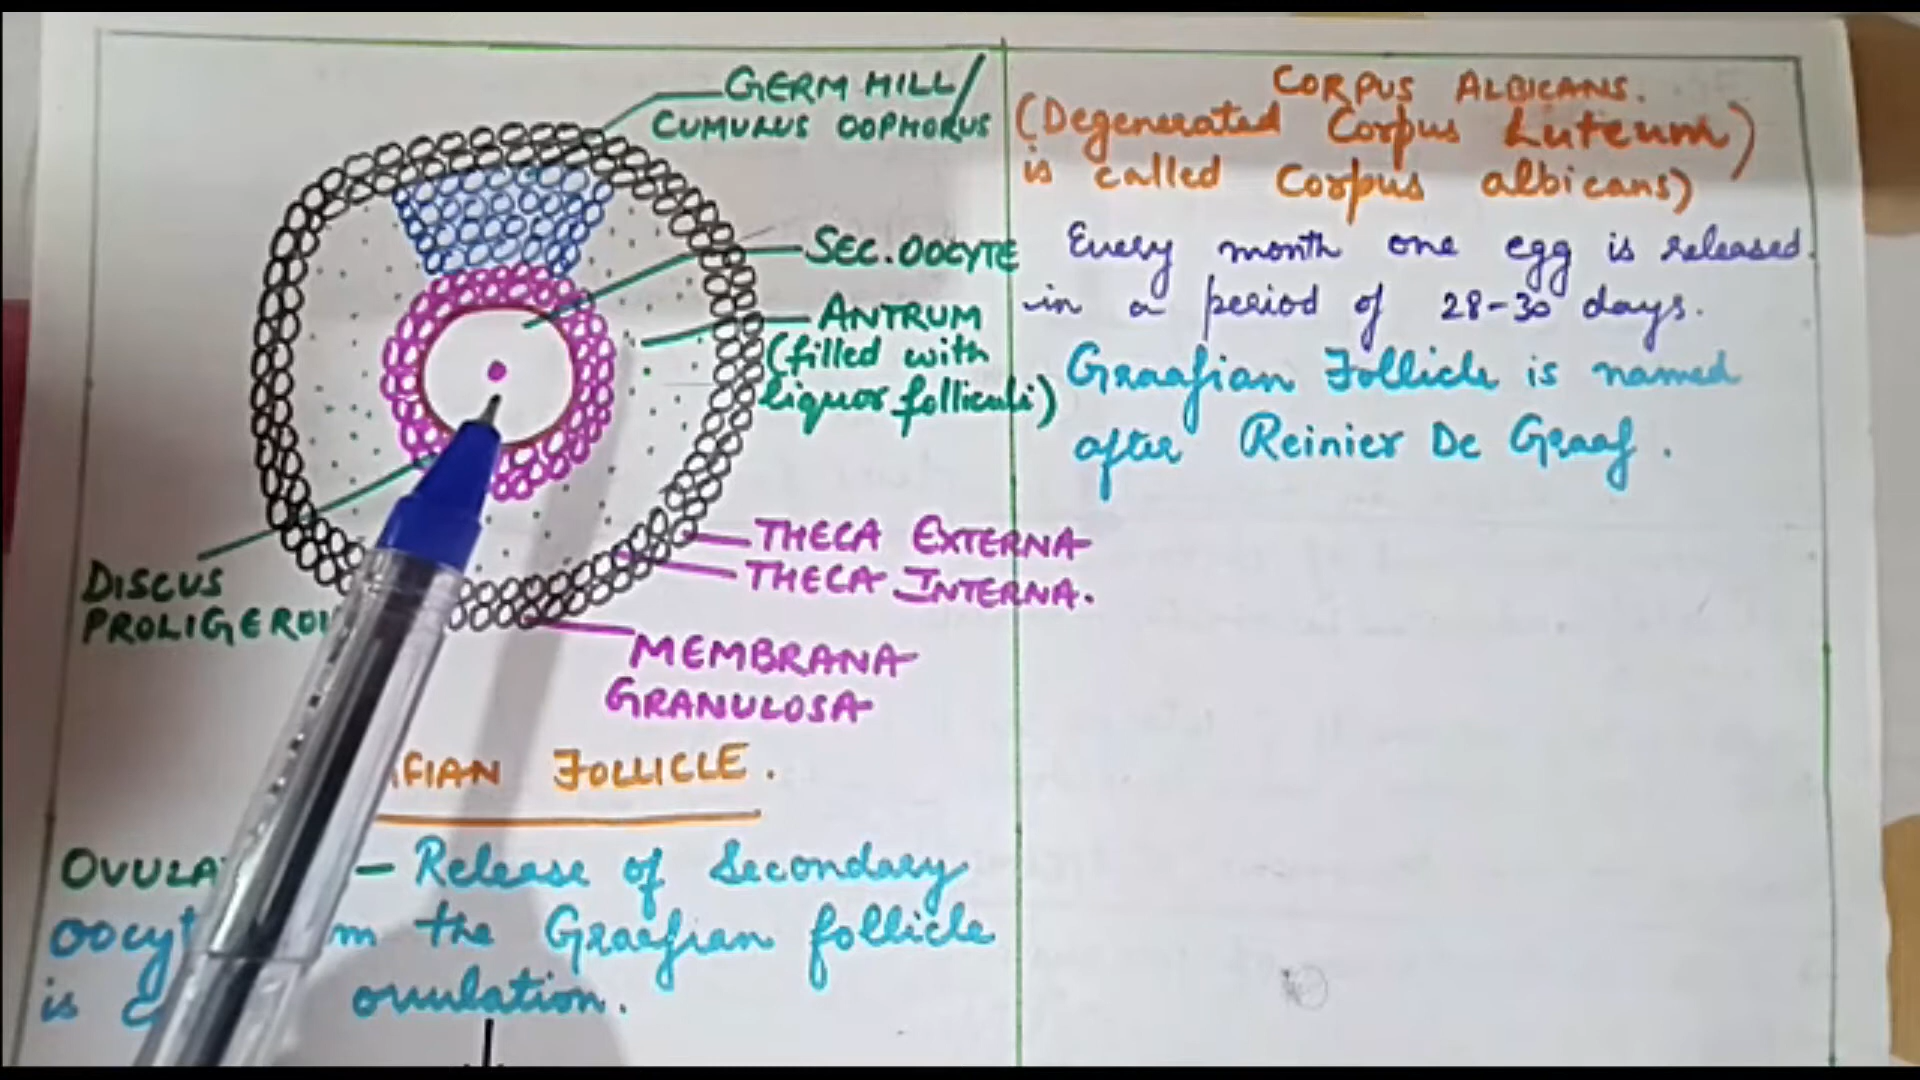 GERM HILL/
CUMULUS OOPHORUS
SEC. OOCYTE
ANTRUM
(filled with
liquor folliculi)
DISCUS
THECA EXTERNA
THECA INTERNA.
MEMBRANA
GRANULOSA
FOLLICLE.
– Release of Secondary
the Graafian follicle
is ovulation.
CORPUS ALBICANS.
(Degenerated Corpus Luteum)
is called Corpus albicans)
Every month one egg is released
in a period of 28-30 days.
Graafian Follicle is named
after Reinier De Graaf.